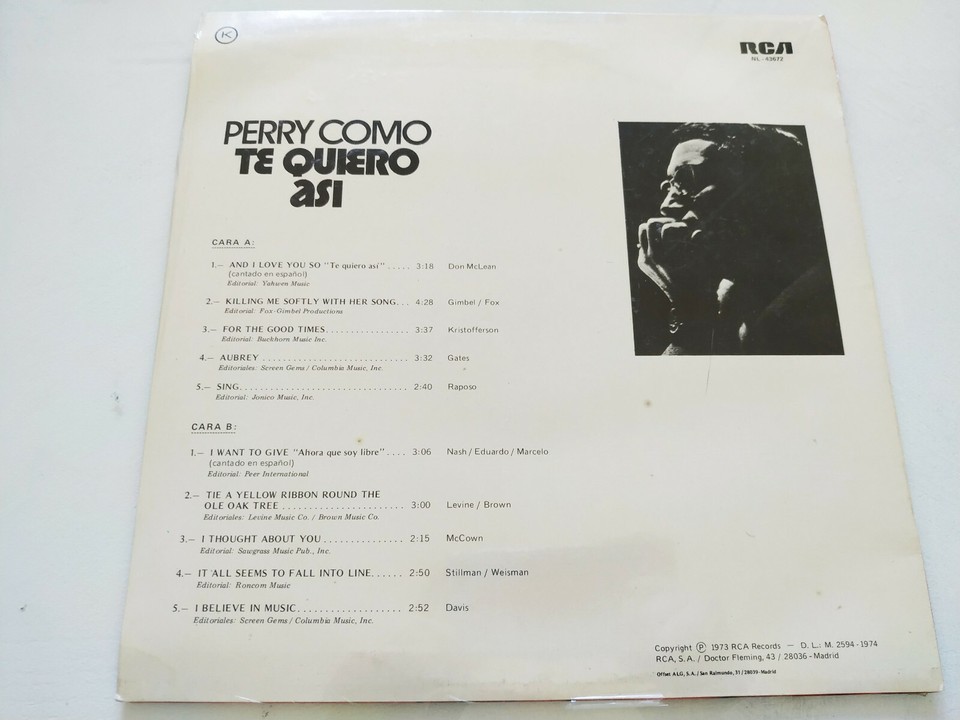 K
RCA
NL-43672
PERRY COMO
TE QUIERO
aSI
CARA A:
1.— AND I LOVE YOU SO "Te quiero así" ..... 3:18 Don McLean
(cantado en español)
Editorial: Yahweh Music
2.— KILLING ME SOFTLY WITH HER SONG... 4:28 Gimbel / Fox
Editorial: Fox-Gimbel Productions
3.— FOR THE GOOD TIMES................ 3:37 Kristofferson
Editorial: Buckhorn Music Inc.
4.— AUBREY ............................ 3:32 Gates
Editoriales: Screen Gems / Columbia Music, Inc.
5.— SING................................ 2:40 Raposo
Editorial: Jonico Music, Inc.
CARA B:
1.— I WANT TO GIVE "Ahora que soy libre".... 3:06 Nash / Eduardo / Marcelo
(cantado en español)
Editorial: Peer International
2.— TIE A YELLOW RIBBON ROUND THE
OLE OAK TREE ....................... 3:00 Levine / Brown
Editoriales: Levine Music Co. / Brown Music Co.
3.— I THOUGHT ABOUT YOU ............... 2:15 McCown
Editorial: Sawgrass Music Pub., Inc.
4.— IT ALL SEEMS TO FALL INTO LINE...... 2:50 Stillman / Weisman
Editorial: Roncom Music
5.— I BELIEVE IN MUSIC................... 2:52 Davis
Editoriales: Screen Gems / Columbia Music, Inc.
Copyright Ⓟ 1973 RCA Records — D. L.: M. 2594-1974
RCA, S.A. / Doctor Fleming, 43 / 28036 - Madrid
Offset ALG, S.A. / San Raimundo, 31 / 28039-Madrid